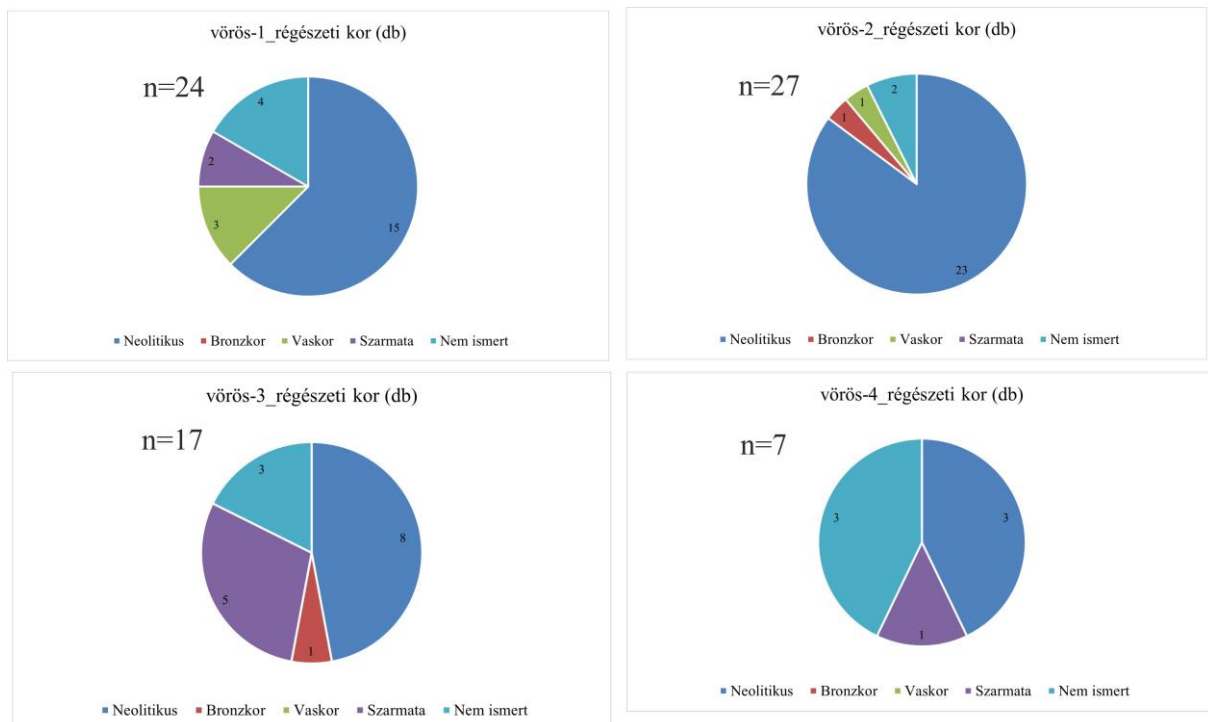 vörös-1_régészeti kor (db)
n=24
4
2
3
15
Neolitikus Bronzkor Vaskor Szarmata Nem ismert
vörös-2_régészeti kor (db)
n=27
2
1
1
23
Neolitikus Bronzkor Vaskor Szarmata Nem ismert
vörös-3_régészeti kor (db)
n=17
3
8
5
1
Neolitikus Bronzkor Vaskor Szarmata Nem ismert
vörös-4_régészeti kor (db)
n=7
3
3
1
Neolitikus Bronzkor Vaskor Szarmata Nem ismert